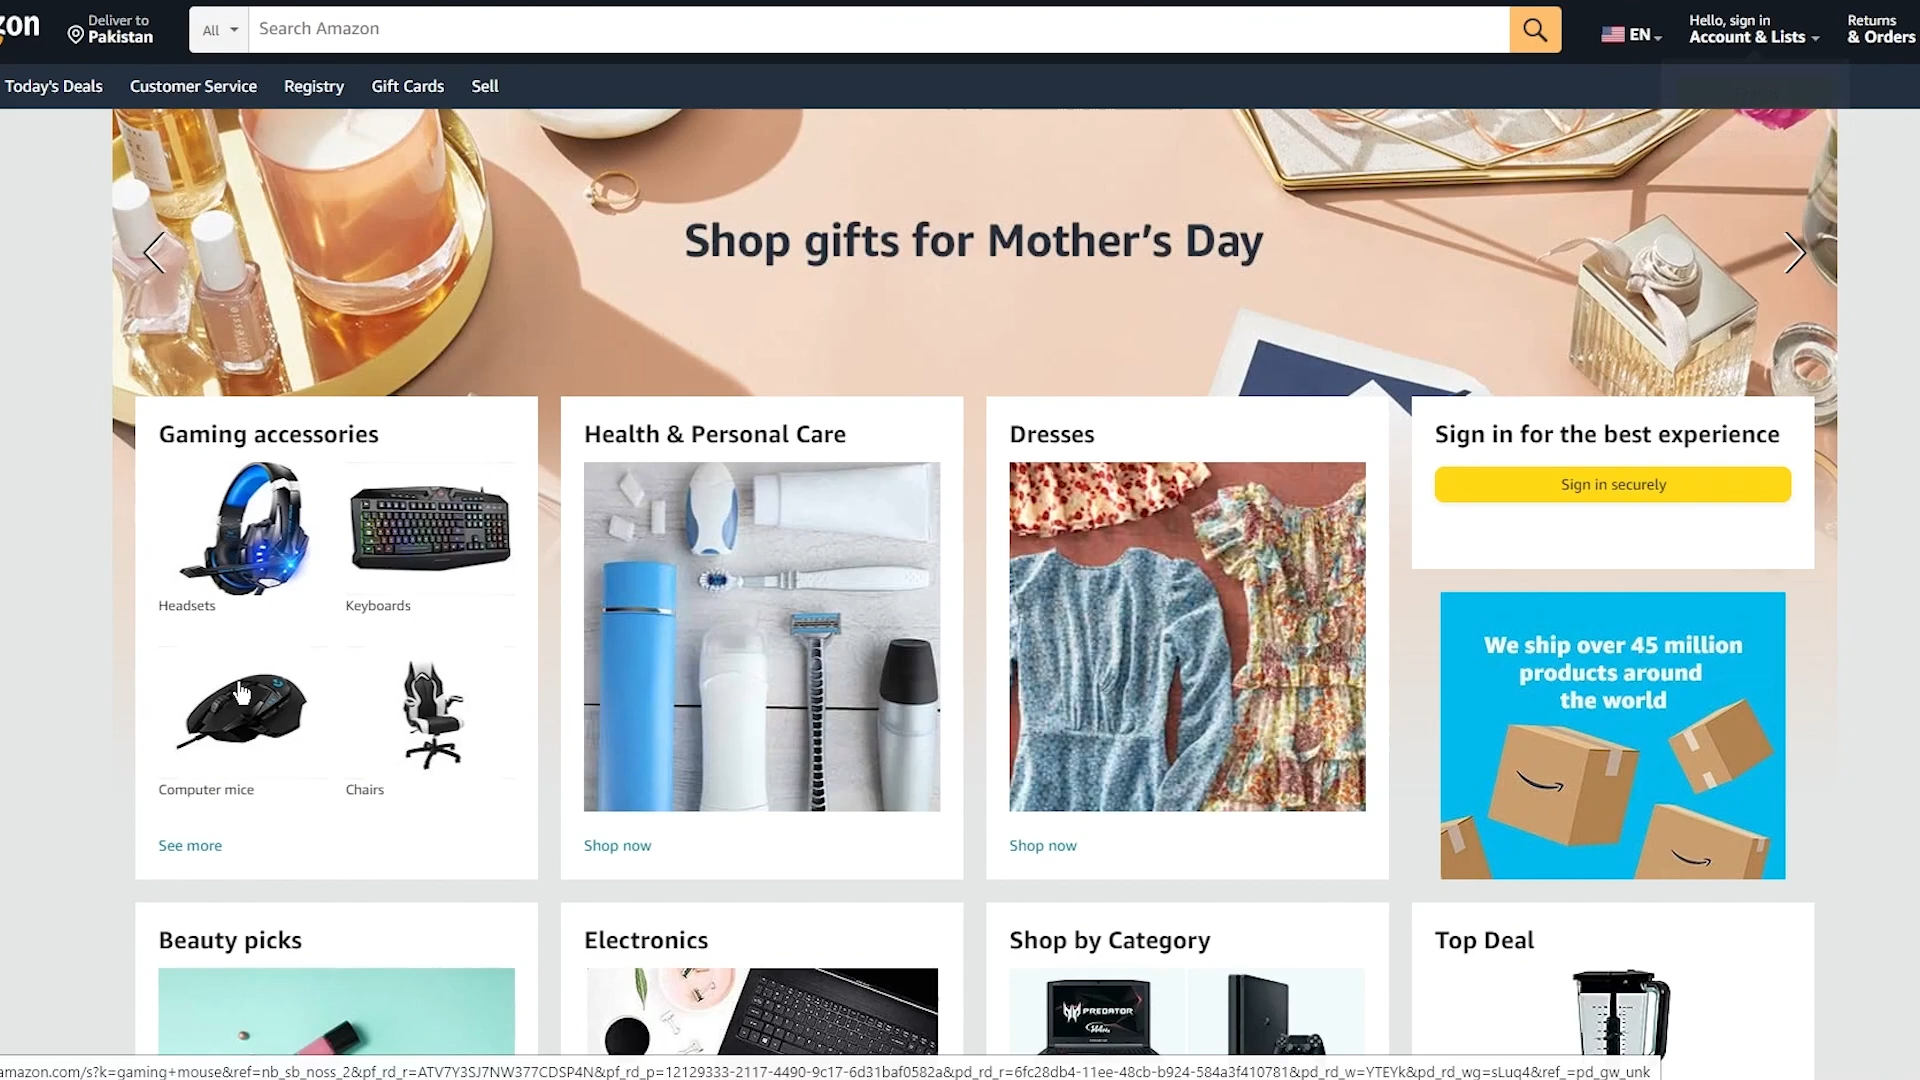 zon
Deliver to
Pakistan
All
Search Amazon
EN
Hello, sign in
Account & Lists
Returns
& Orders
Today's Deals
Customer Service
Registry
Gift Cards
Sell
Shop gifts for Mother's Day
expressie
Gaming accessories
Headsets
Keyboards
Computer mice
Chairs
See more
Health & Personal Care
Shop now
Dresses
Shop now
Sign in for the best experience
Sign in securely
We ship over 45 million
products around
the world
Beauty picks
Electronics
Shop by Category
PREDATOR
Top Deal
amazon.com/s?k=gaming+mouse&ref=nb_sb_noss_2&pf_rd_r=ATV7Y3SJ7NW377CDSP4N&pf_rd_p=12129333-2117-4490-9c17-6d31baf0582a&pd_rd_r=6fc28db4-11ee-48cb-b924-584a3f410781&pd_rd_w=YTEYk&pd_rd_wg=sLuq4&ref_=pd_gw_unk